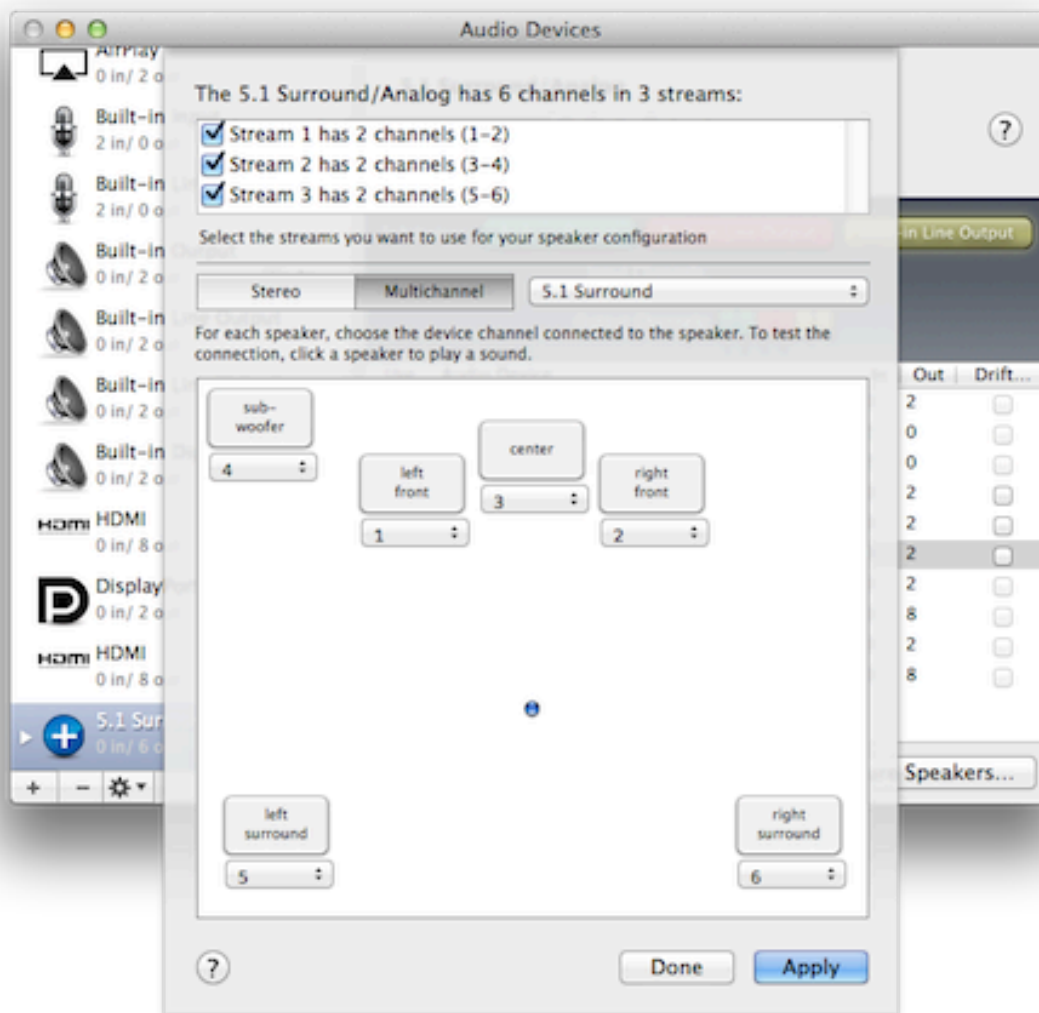 Audio Devices
AirPlay
0 in/ 2 o
Built-in
2 in/ 0 o
Built-in
2 in/ 0 o
Built-in
0 in/ 2 o
Built-in
0 in/ 2 o
Built-in
0 in/ 2 o
Built-in
0 in/ 2 o
HDMI
0 in/ 8 o
Display
0 in/ 2 o
HDMI
0 in/ 8 o
5.1 Sur
0 in/ 6 o
The 5.1 Surround/Analog has 6 channels in 3 streams:
Stream 1 has 2 channels (1-2)
Stream 2 has 2 channels (3-4)
Stream 3 has 2 channels (5-6)
Select the streams you want to use for your speaker configuration
Stereo Multichannel 5.1 Surround
For each speaker, choose the device channel connected to the speaker. To test the
connection, click a speaker to play a sound.
sub-
woofer
4
left
front
1
center
3
right
front
2
left
surround
5
right
surround
6
? Done Apply
?
-in Line Output
Out Drift...
2
0
0
2
2
2
2
8
2
8
Speakers...